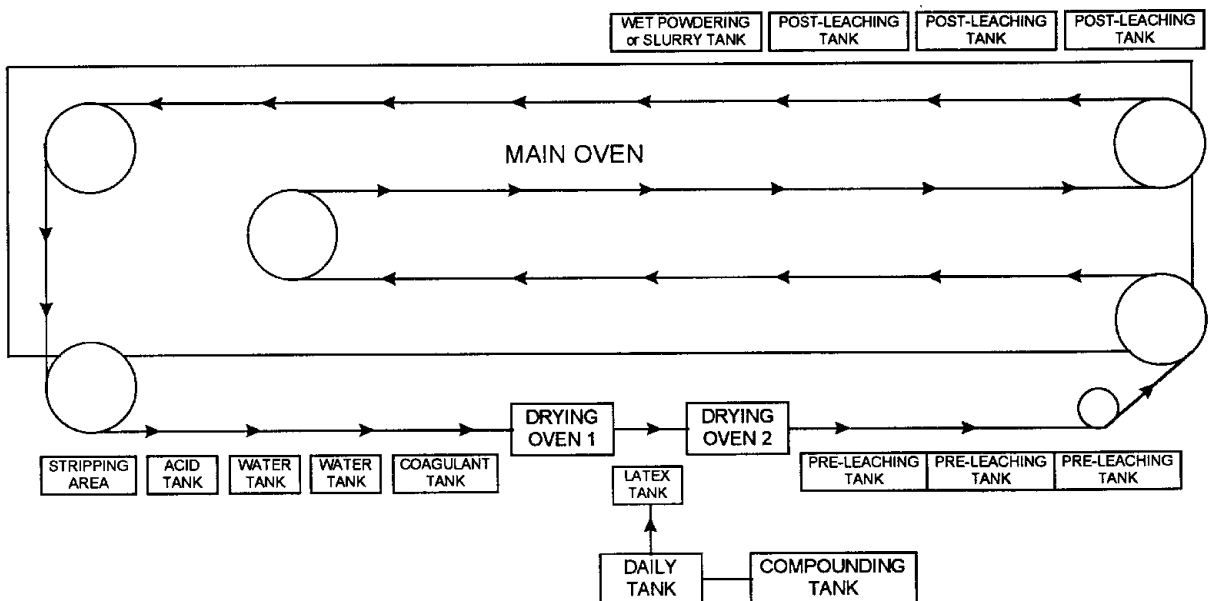 WET POWDERING
or SLURRY TANK
POST-LEACHING
TANK
POST-LEACHING
TANK
POST-LEACHING
TANK
MAIN OVEN
DRYING
OVEN 1
DRYING
OVEN 2
STRIPPING
AREA
ACID
TANK
WATER
TANK
WATER
TANK
COAGULANT
TANK
LATEX
TANK
PRE-LEACHING
TANK
PRE-LEACHING
TANK
PRE-LEACHING
TANK
DAILY
TANK
COMPOUNDING
TANK